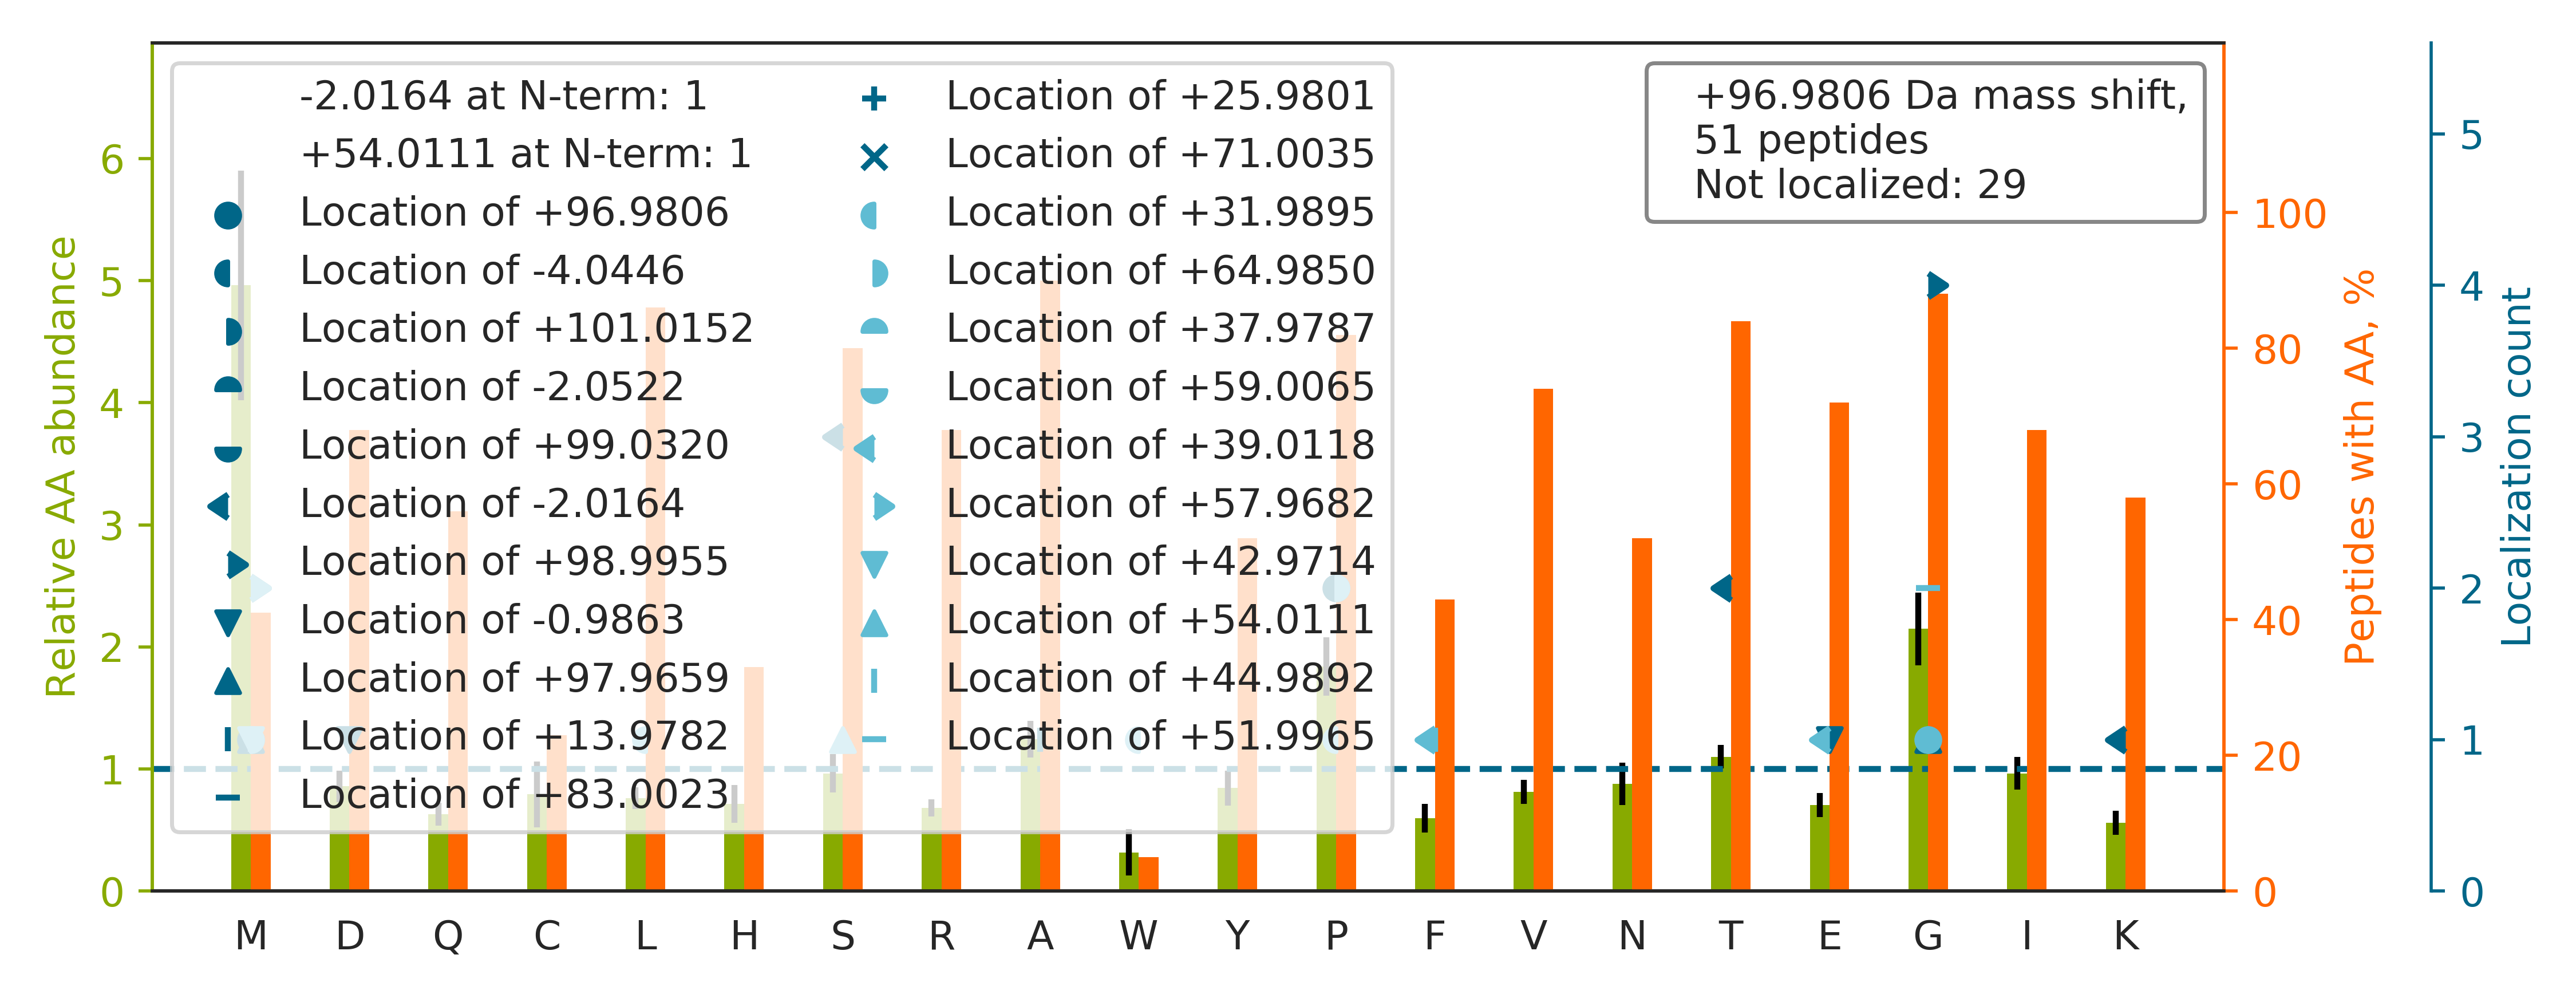 -2.0164 at N-term: 1
+54.0111 at N-term: 1
Location of +96.9806
Location of -4.0446
Location of +101.0152
Location of -2.0522
Location of +99.0320
Location of -2.0164
Location of +98.9955
Location of -0.9863
Location of +97.9659
Location of +13.9782
Location of +83.0023
Location of +25.9801
Location of +71.0035
Location of +31.9895
Location of +64.9850
Location of +37.9787
Location of +59.0065
Location of +39.0118
Location of +57.9682
Location of +42.9714
Location of +54.0111
Location of +44.9892
Location of +51.9965
+96.9806 Da mass shift,
51 peptides
Not localized: 29
Relative AA abundance
6
5
4
3
2
1
0
100
80
60
40
20
0
Peptides with AA, %
5
4
3
2
1
0
Localization count
M D Q C L H S R A W Y P F V N T E G I K